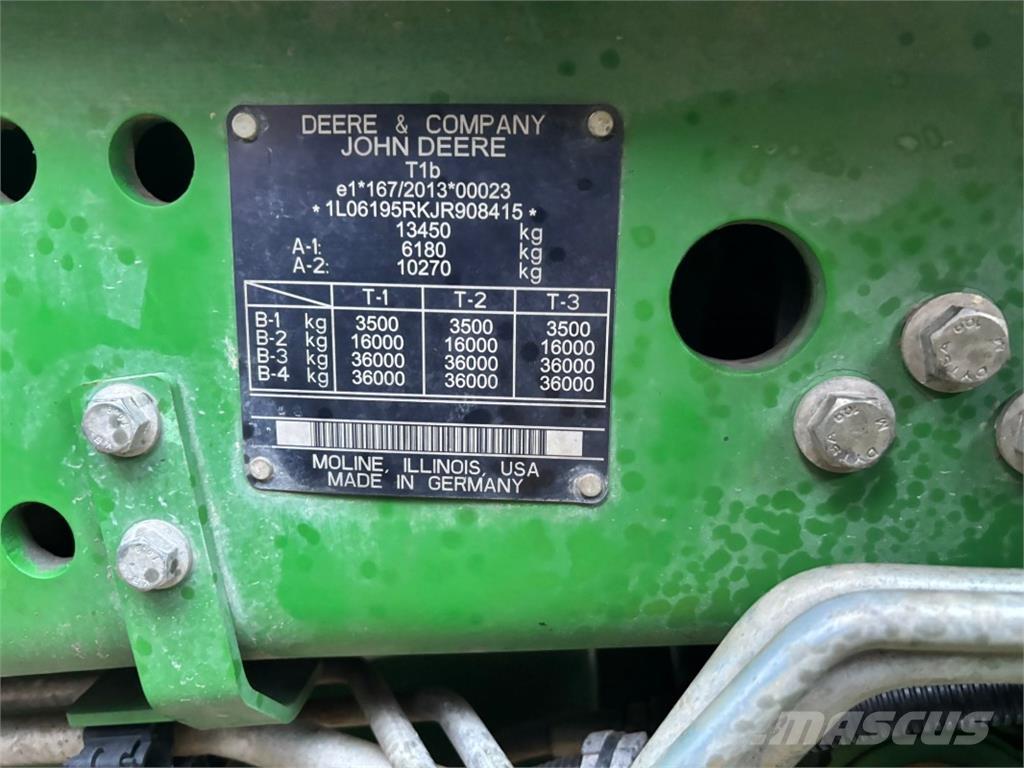 DEERE & COMPANY
JOHN DEERE
T1b
e1*167/2013*00023
*1L06195RKJR908415*
13450 kg
A-1: 6180 kg
A-2: 10270 kg
T-1 T-2 T-3
B-1 kg 3500 3500 3500
B-2 kg 16000 16000 16000
B-3 kg 36000 36000 36000
B-4 kg 36000 36000 36000
MOLINE, ILLINOIS, USA
MADE IN GERMANY
MASCUS